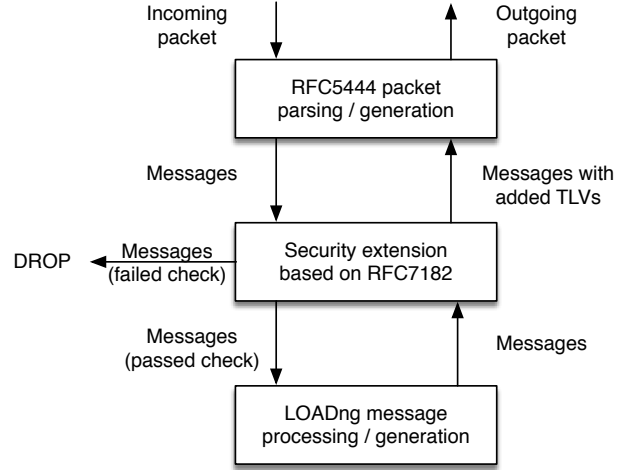 Incoming
packet
Outgoing
packet
RFC5444 packet
parsing / generation
Messages
Messages with
added TLVs
DROP
Messages
(failed check)
Security extension
based on RFC7182
Messages
(passed check)
Messages
LOADng message
processing / generation